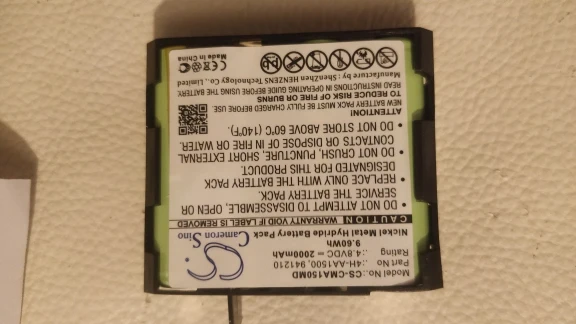 Cameron Sino
Model No.:CS-CMA150MD
:4H-AA1500, 941210
Rating :4.8VDC ⎓ 2000mAh
9.60Wh
Nickel Metal Hydride Battery Pack
CAUTION WARRANTY VOID IF LABEL IS REMOVED
• DO NOT ATTEMPT TO DISASSEMBLE, OPEN OR
SERVICE THE BATTERY PACK
• REPLACE WITH ONLY THE BATTERY PACK
DESIGNATED FOR THIS PRODUCT.
• DO NOT CRUSH, PUNCTURE, SHORT EXTERNAL
CONTACTS OR DISPOSE OF IN FIRE OR WATER.
• DO NOT STORE ABOVE 60°C (140°F).
ATTENTION:
NEW BATTERY PACK MUST BE FULLY CHARGED BEFORE USE.
TO REDUCE RISK OF FIRE OR BURNS
READ INSTRUCTIONS IN OPERATING GUIDE BEFORE USING THE BATTERY.
Manufacture by : ShenZhen HENZENS Technology Co., Limited
Made in China